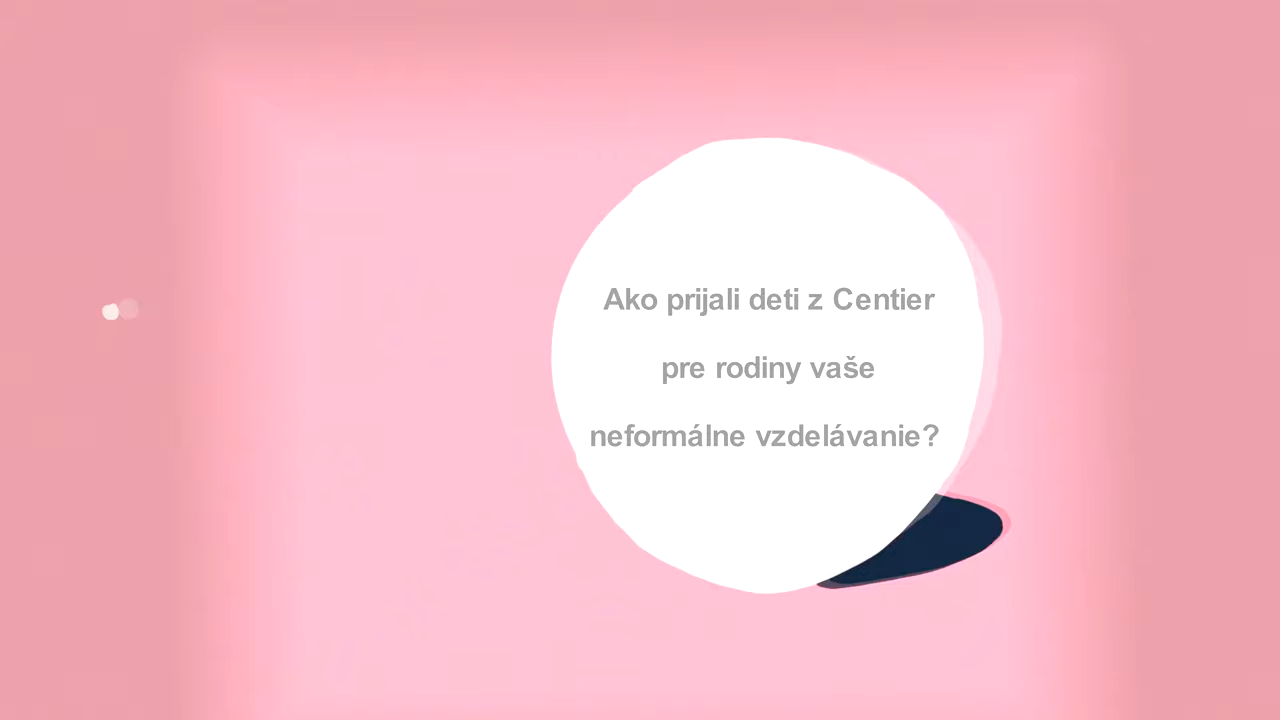 Ako prijali deti z Centier
pre rodiny vaše
neformálne vzdelávanie?